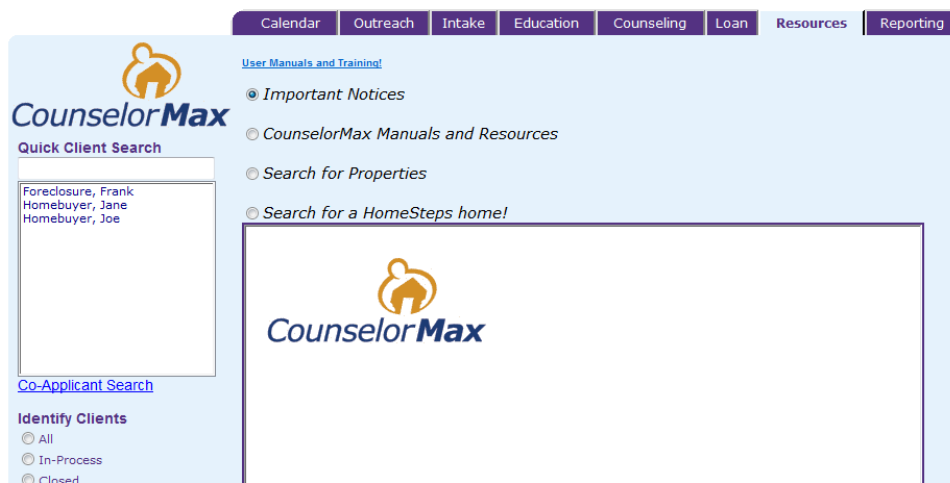 Calendar Outreach Intake Education Counseling Loan Resources Reporting
CounselorMax
Quick Client Search
Foreclosure, Frank
Homebuyer, Jane
Homebuyer, Joe
Co-Applicant Search
Identify Clients
All
In-Process
Closed
User Manuals and Training!
Important Notices
CounselorMax Manuals and Resources
Search for Properties
Search for a HomeSteps home!
CounselorMax